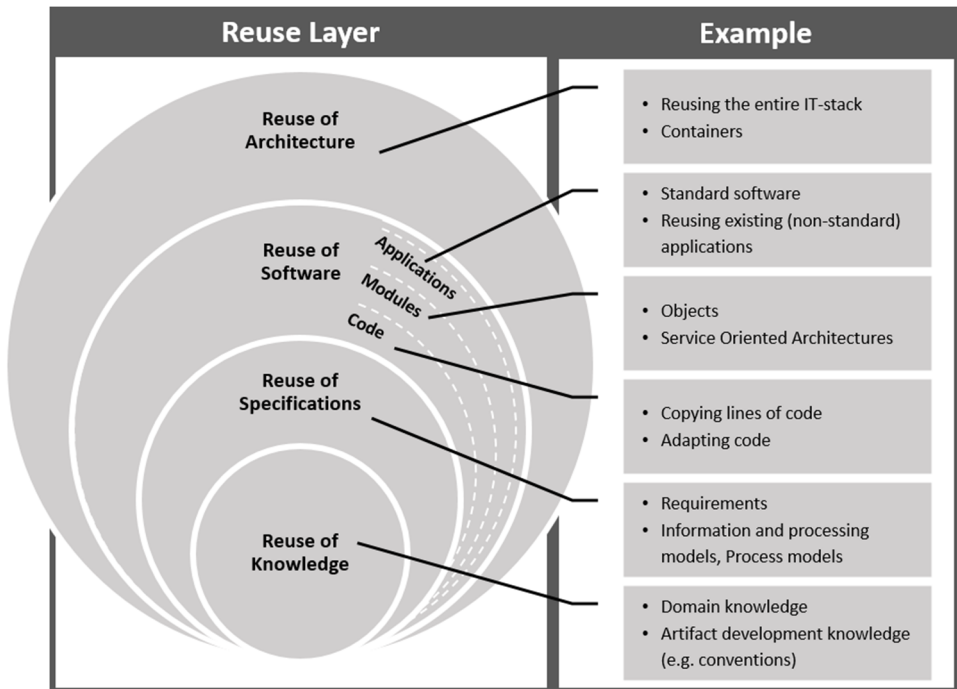 Reuse Layer
Example
Reuse of
Architecture
Reuse of
Software
Applications
Modules
Code
Reuse of
Specifications
Reuse of
Knowledge
• Reusing the entire IT-stack
• Containers
• Standard software
• Reusing existing (non-standard)
applications
• Objects
• Service Oriented Architectures
• Copying lines of code
• Adapting code
• Requirements
• Information and processing
models, Process models
• Domain knowledge
• Artifact development knowledge
(e.g. conventions)